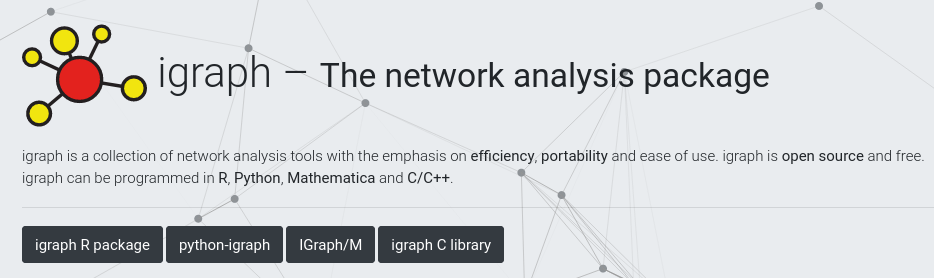 igraph – The network analysis package
igraph is a collection of network analysis tools with the emphasis on efficiency, portability and ease of use. igraph is open source and free.
igraph can be programmed in R, Python, Mathematica and C/C++.
igraph R package python-igraph IGraph/M igraph C library